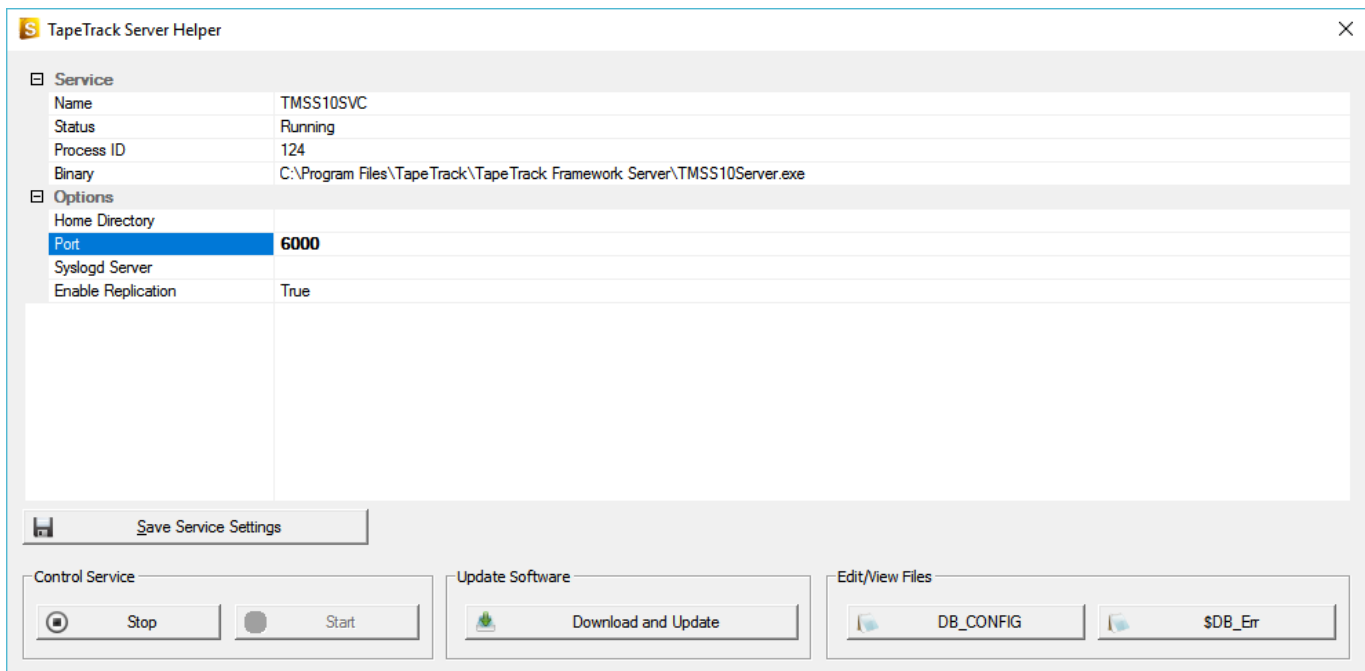 S TapeTrack Server Helper
Service
Name TMSS10SVC
Status Running
Process ID 124
Binary C:\Program Files\TapeTrack\TapeTrack Framework Server\TMSS10Server.exe
Options
Home Directory
Port 6000
Syslogd Server
Enable Replication True
Save Service Settings
Control Service Update Software Edit/View Files
Stop Start Download and Update DB_CONFIG $DB_Err